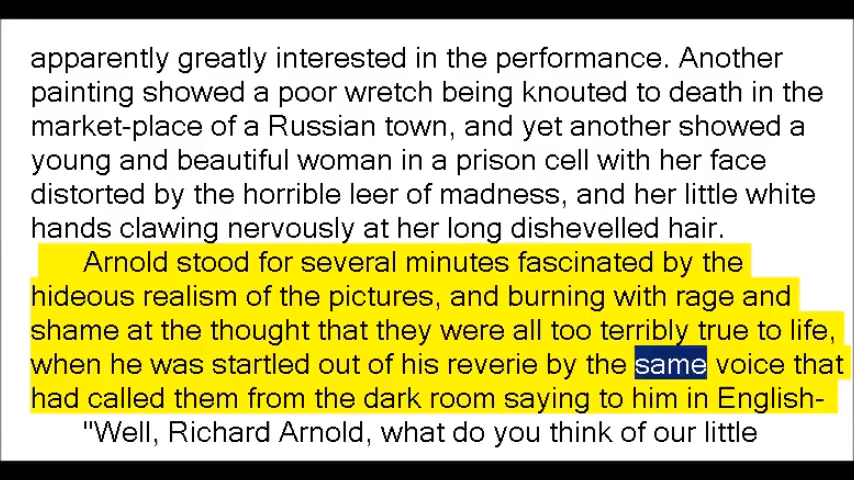 apparently greatly interested in the performance. Another
painting showed a poor wretch being knouted to death in the
market-place of a Russian town, and yet another showed a
young and beautiful woman in a prison cell with her face
distorted by the horrible leer of madness, and her little white
hands clawing nervously at her long dishevelled hair.
Arnold stood for several minutes fascinated by the
hideous realism of the pictures, and burning with rage and
shame at the thought that they were all too terribly true to life,
when he was startled out of his reverie by the same voice that
had called them from the dark room saying to him in English-
"Well, Richard Arnold, what do you think of our little